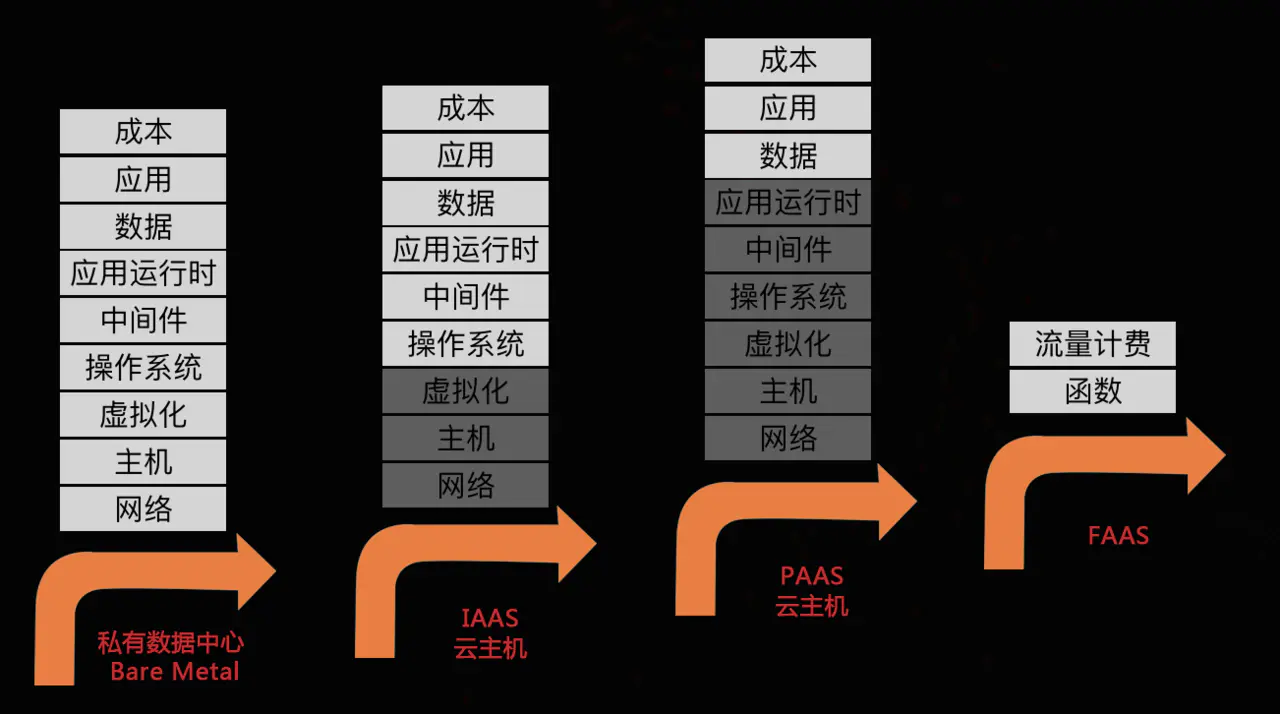 成本
应用
数据
应用运行时
中间件
操作系统
虚拟化
主机
网络
私有数据中心
Bare Metal
成本
应用
数据
应用运行时
中间件
操作系统
虚拟化
主机
网络
IAAS
云主机
成本
应用
数据
应用运行时
中间件
操作系统
虚拟化
主机
网络
PAAS
云主机
流量计费
函数
FAAS